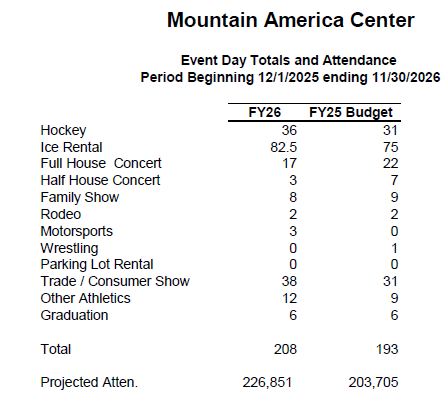 Mountain America Center
Event Day Totals and Attendance
Period Beginning 12/1/2025 ending 11/30/2026
FY26 FY25 Budget
Hockey 36 31
Ice Rental 82.5 75
Full House Concert 17 22
Half House Concert 3 7
Family Show 8 9
Rodeo 2 2
Motorsports 3 0
Wrestling 0 1
Parking Lot Rental 0 0
Trade / Consumer Show 38 31
Other Athletics 12 9
Graduation 6 6
Total 208 193
Projected Atten. 226,851 203,705